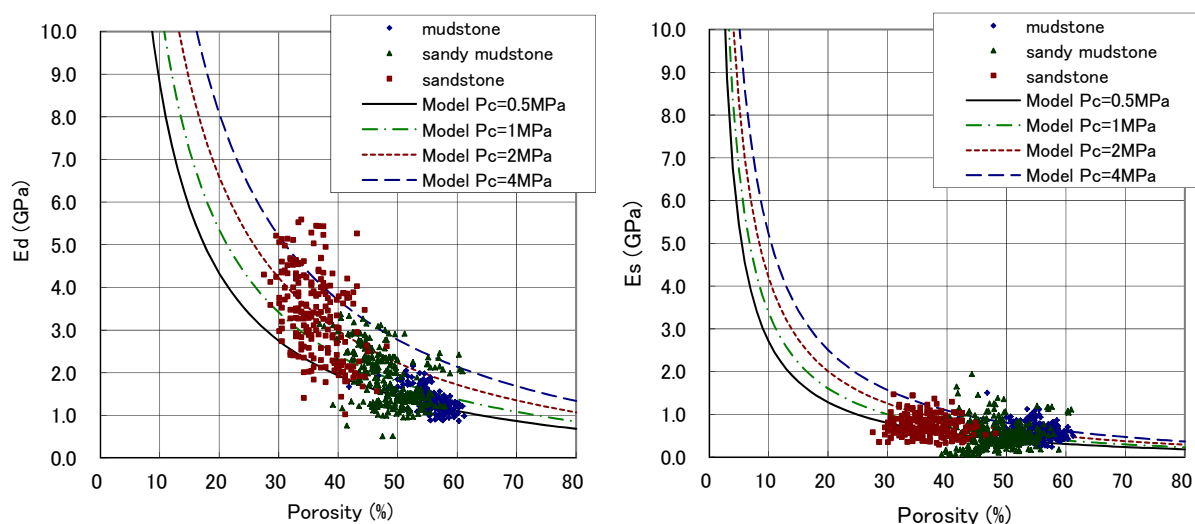 mudstone
sandy mudstone
sandstone
Model Pc=0.5MPa
Model Pc=1MPa
Model Pc=2MPa
Model Pc=4MPa
10.0
9.0
8.0
7.0
6.0
5.0
4.0
3.0
2.0
1.0
0.0
Ed (GPa)
0 10 20 30 40 50 60 70 80
Porosity (%)
mudstone
sandy mudstone
sandstone
Model Pc=0.5MPa
Model Pc=1MPa
Model Pc=2MPa
Model Pc=4MPa
10.0
9.0
8.0
7.0
6.0
5.0
4.0
3.0
2.0
1.0
0.0
Es (GPa)
0 10 20 30 40 50 60 70 80
Porosity (%)